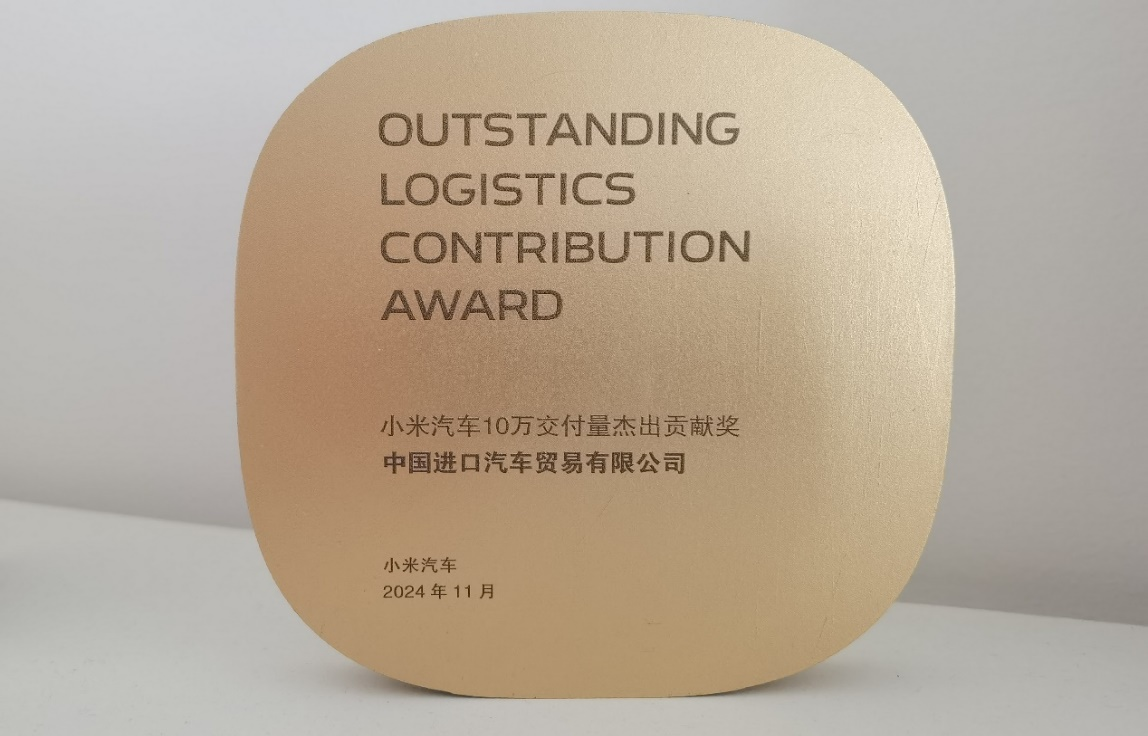 OUTSTANDING
LOGISTICS
CONTRIBUTION
AWARD
小米汽车10万交付量杰出贡献奖
中国进口汽车贸易有限公司
小米汽车
2024 年 11 月